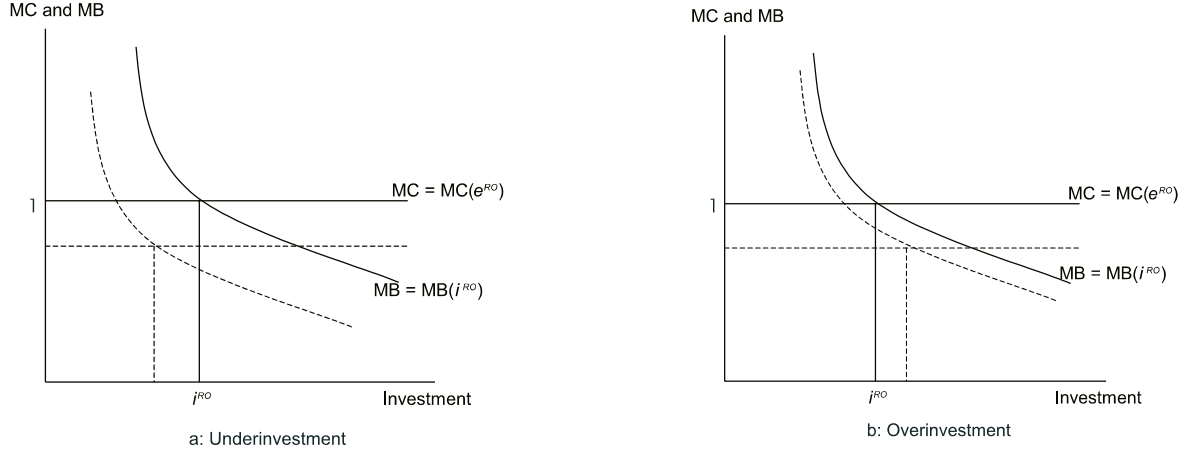 MC and MB
MC = MC(e^RO)
1
MB = MB(i^RO)
i^RO
Investment
a: Underinvestment
MC and MB
MC = MC(e^RO)
1
MB = MB(i^RO)
i^RO
Investment
b: Overinvestment